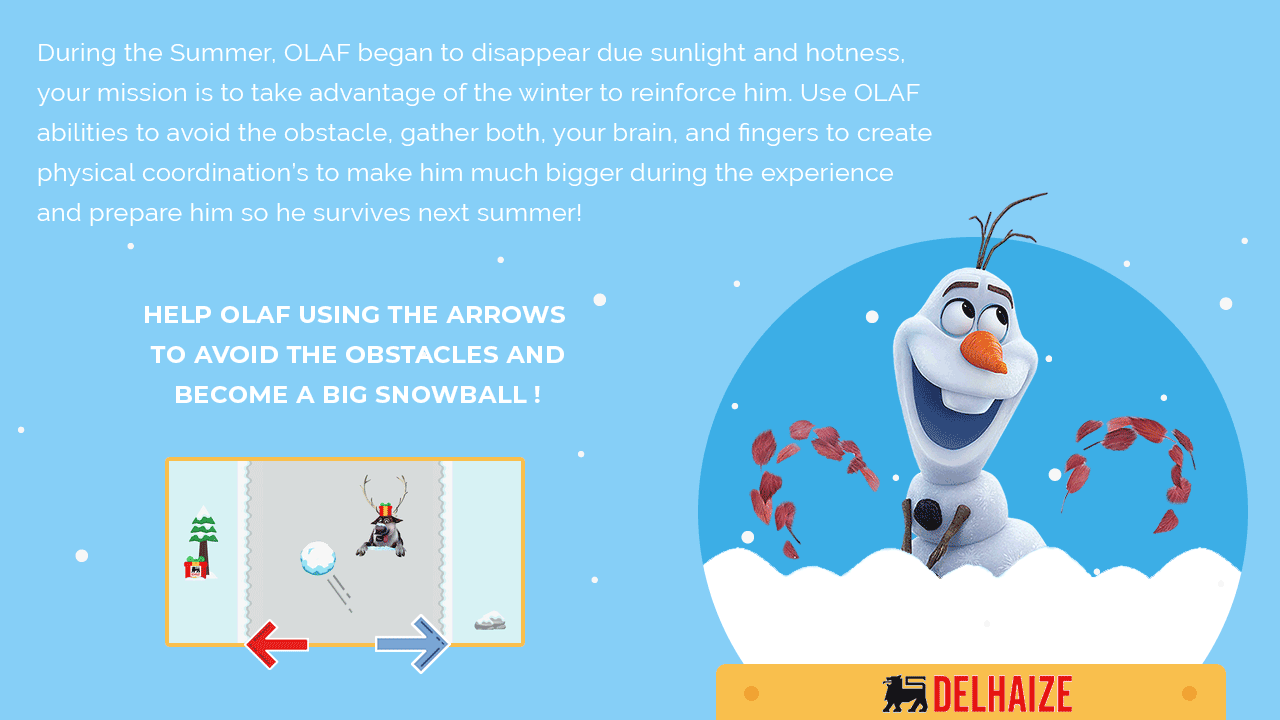 During the Summer, OLAF began to disappear due sunlight and hotness,
your mission is to take advantage of the winter to reinforce him. Use OLAF
abilities to avoid the obstacle, gather both, your brain, and fingers to create
physical coordination's to make him much bigger during the experience
and prepare him so he survives next summer!
HELP OLAF USING THE ARROWS
TO AVOID THE OBSTACLES AND
BECOME A BIG SNOWBALL !
DELHAIZE